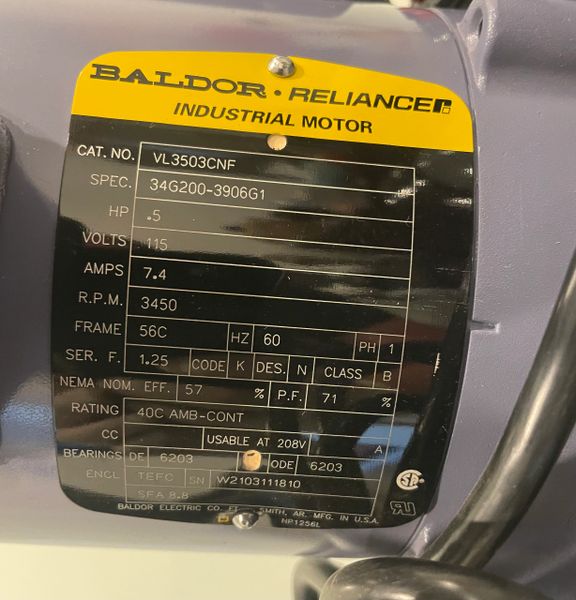 BALDOR • RELIANCE
INDUSTRIAL MOTOR
CAT. NO. VL3503CNF
SPEC. 34G200-3906G1
HP .5
VOLTS 115
AMPS 7.4
R.P.M. 3450
FRAME 56C HZ 60 PH 1
SER. F. 1.25 CODE K DES. N CLASS B
NEMA NOM. EFF. 57 % P.F. 71 %
RATING 40C AMB-CONT
CC USABLE AT 208V A
BEARINGS DE 6203 ODE 6203
ENCL TEFC SN W2103111810
SFA 8.8
BALDOR ELECTRIC CO. SMITH, AR. MFG. IN U.S.A.
NP1256L